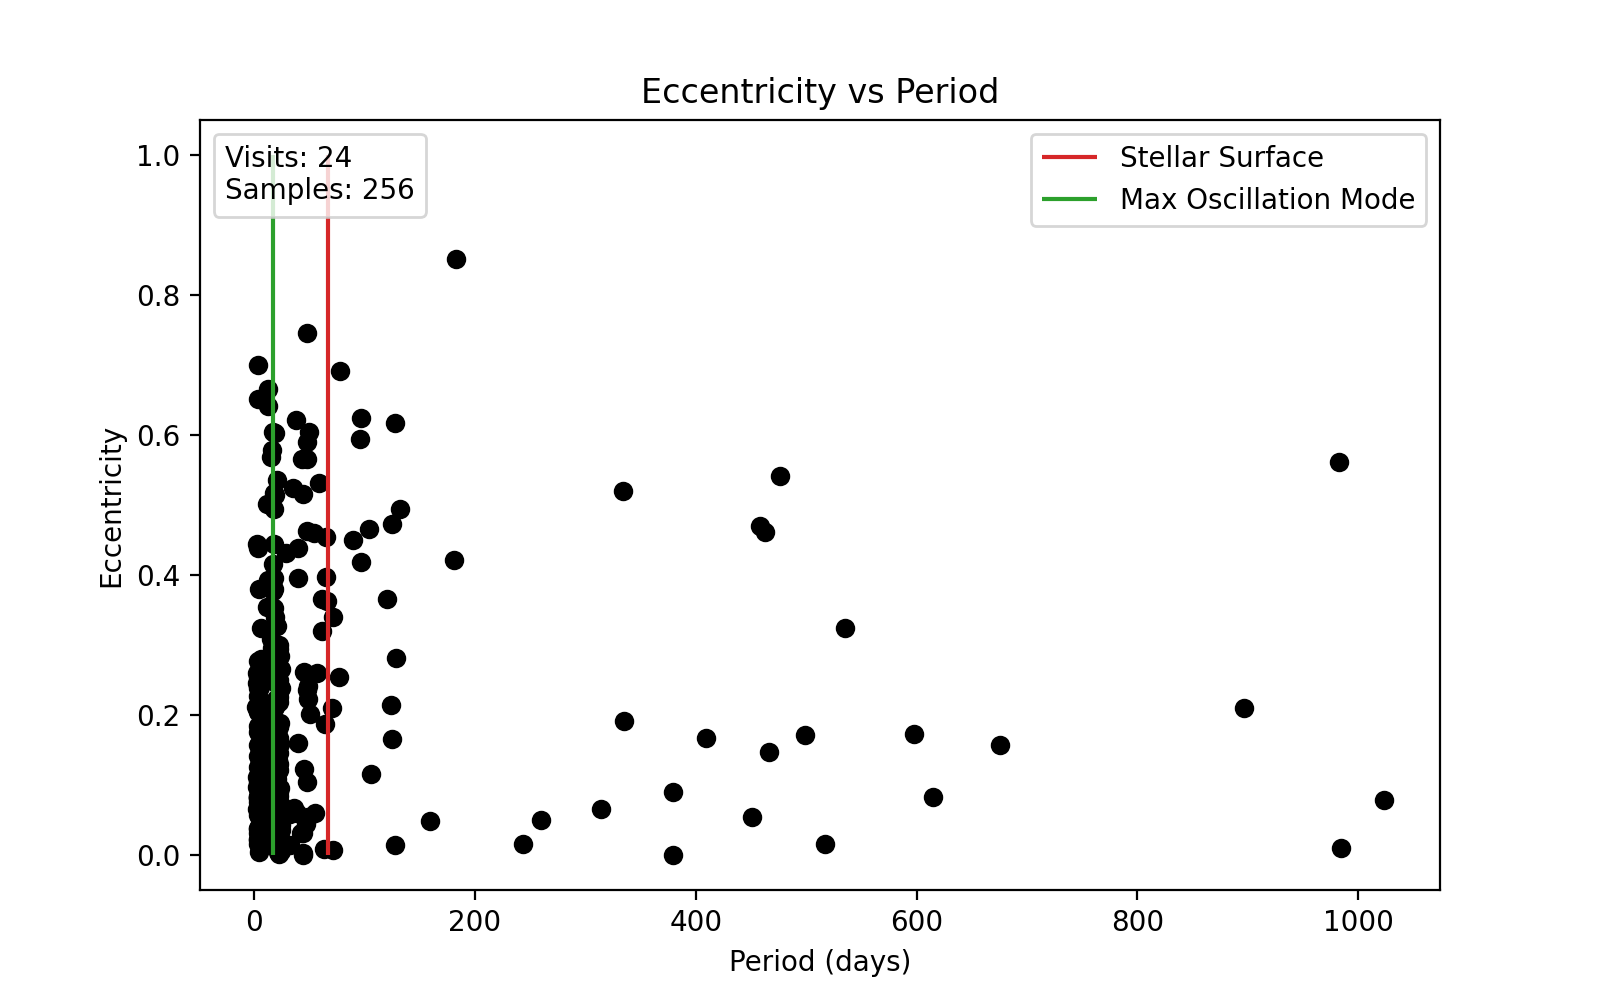 Eccentricity vs Period
Visits: 24
Samples: 256
Stellar Surface
Max Oscillation Mode
Eccentricity
1.0
0.8
0.6
0.4
0.2
0.0
0
200
400
600
800
1000
Period (days)